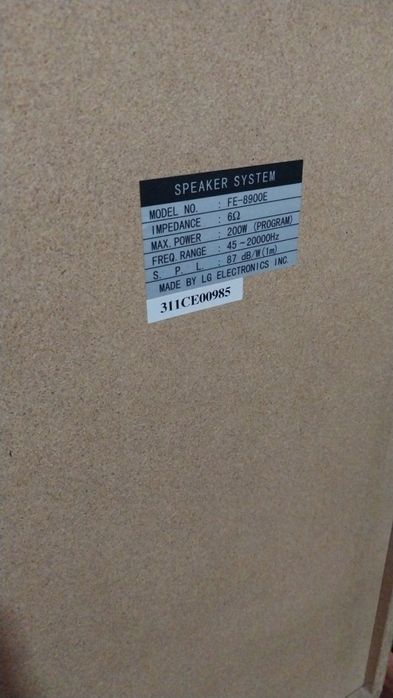 SPEAKER SYSTEM
MODEL NO. : FE-8900E
IMPEDANCE : 6Ω
MAX. POWER : 200W (PROGRAM)
FREQ. RANGE : 45~20000Hz
S. P. L. : 87 dB/W(1m)
MADE BY LG ELECTRONICS INC.
311CE00985